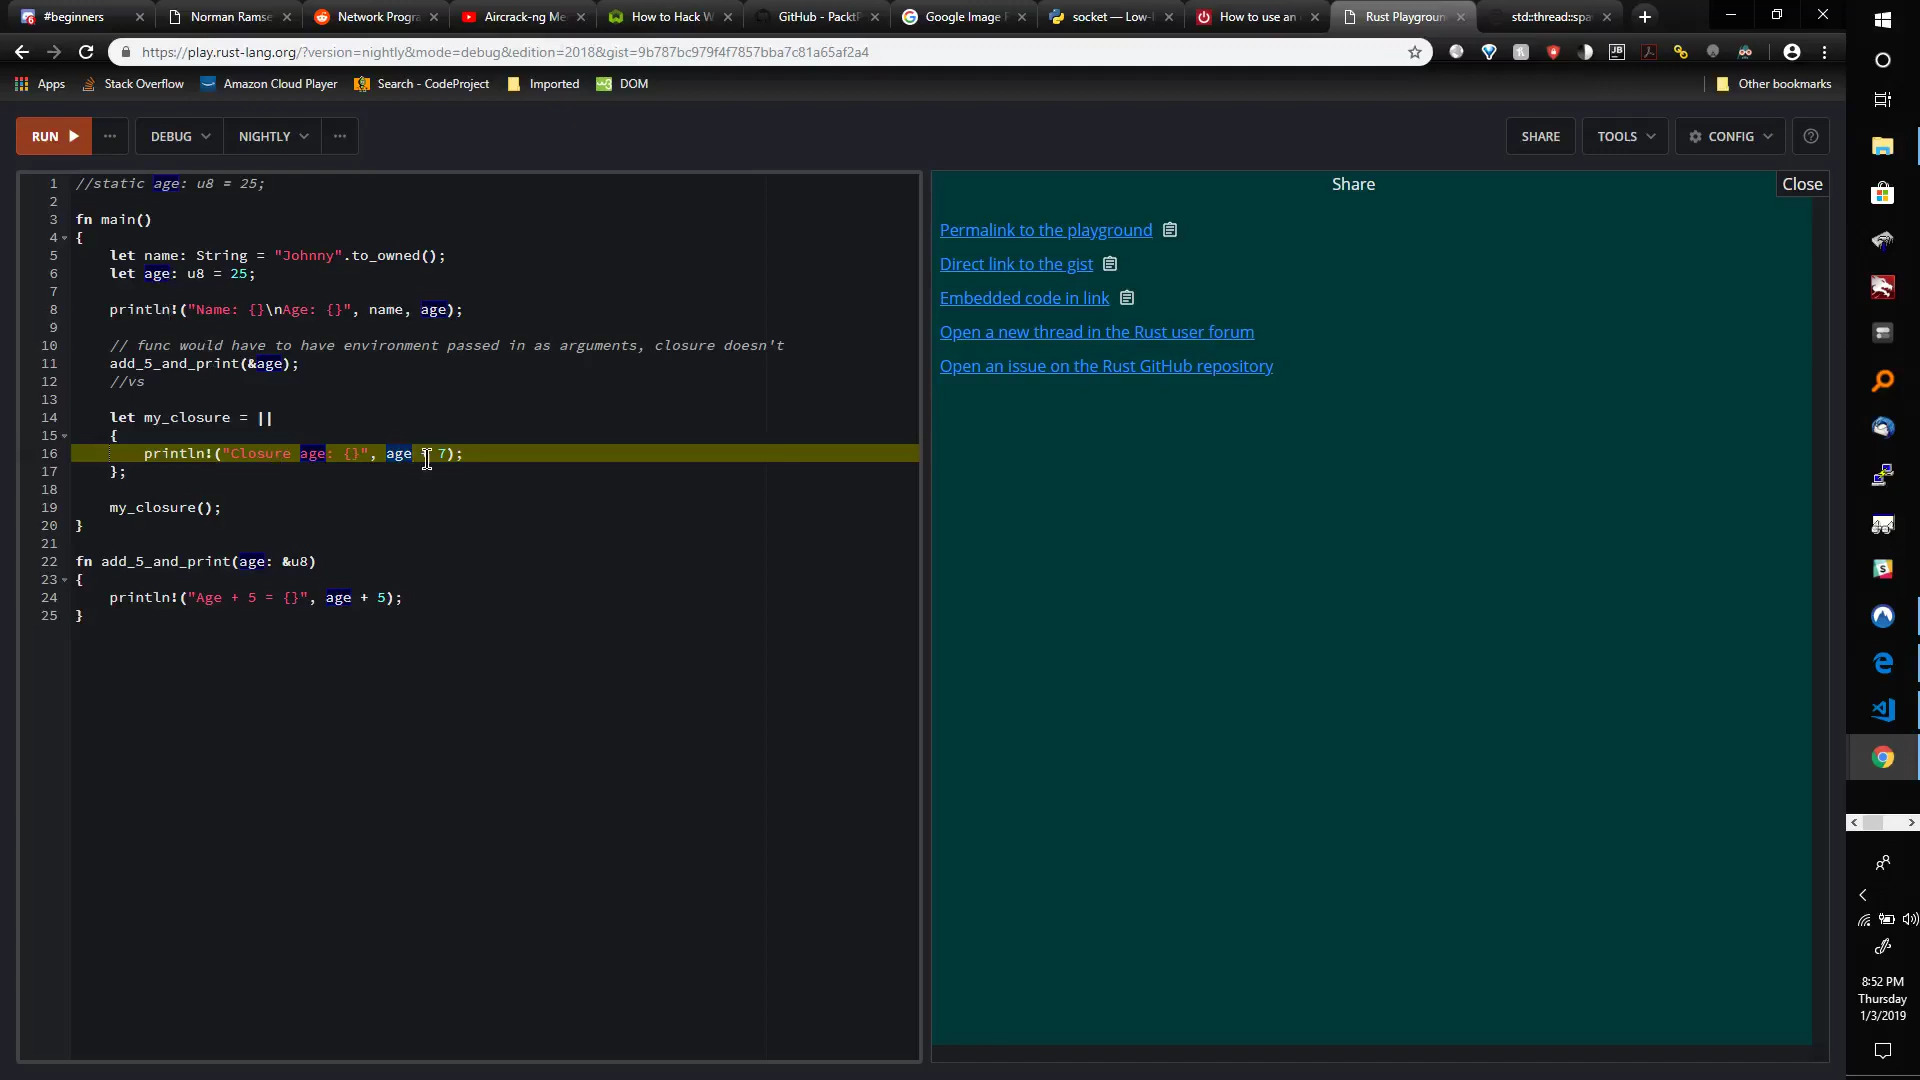 #beginners
Norman Ramse
Network Progra
Aircrack-ng Me
How to Hack W
GitHub - PacktP
Google Image
socket — Low-l
How to use an
Rust Playgroun
std::thread::spa
https://play.rust-lang.org/?version=nightly&mode=debug&edition=2018&gist=9b787bc979f4f7857bba7c81a65af2a4
Apps
Stack Overflow
Amazon Cloud Player
Search - CodeProject
Imported
DOM
Other bookmarks
RUN
DEBUG
NIGHTLY
SHARE
TOOLS
CONFIG
1 //static age: u8 = 25;
2
3 fn main()
4 {
5 let name: String = "Johnny".to_owned();
6 let age: u8 = 25;
7
8 println!("Name: {}\nAge: {}", name, age);
9
10 // func would have to have environment passed in as arguments, closure doesn't
11 add_5_and_print(&age);
12 //vs
13
14 let my_closure = ||
15 {
16 println!("Closure age: {}", age 7);
17 };
18
19 my_closure();
20 }
21
22 fn add_5_and_print(age: &u8)
23 {
24 println!("Age + 5 = {}", age + 5);
25 }
Share
Close
Permalink to the playground
Direct link to the gist
Embedded code in link
Open a new thread in the Rust user forum
Open an issue on the Rust GitHub repository
8:52 PM
Thursday
1/3/2019